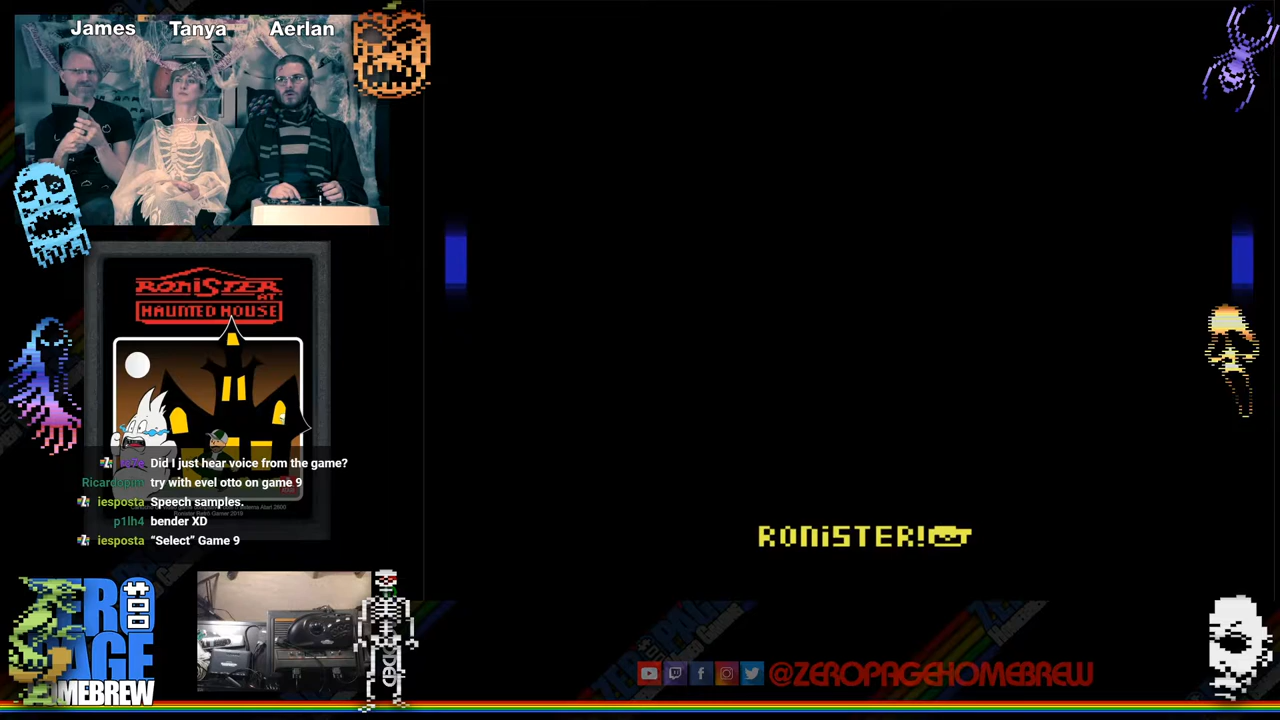 James Tanya Aerlan
RONiSTER
AT
HAUNTED HOUSE
Did I just hear voice from the game?
try with evel otto on game 9
iesposta Speech samples.
p1lh4 bender XD
iesposta “Select” Game 9
RONiSTER!
@ZEROPAGEHOMEBREW